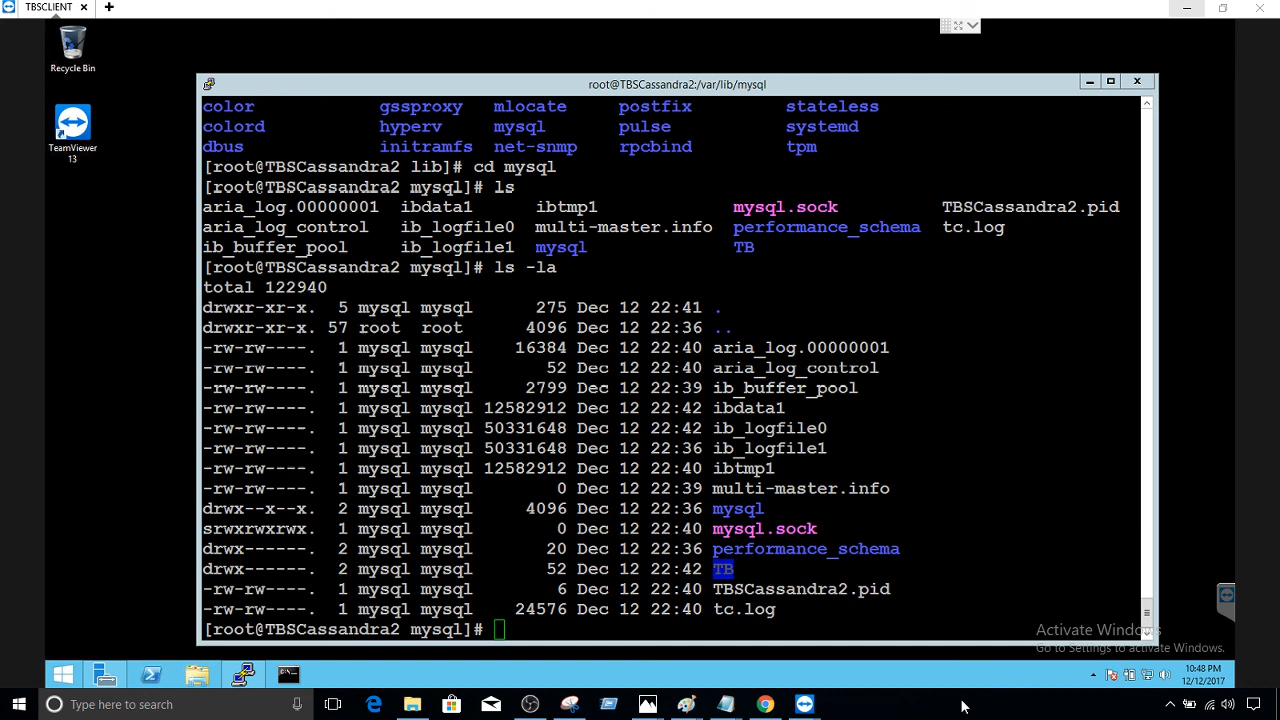 TBSCLIENT × +
Recycle Bin
TeamViewer
13
root@TBSCassandra2:/var/lib/mysql
color gssproxy mlocate postfix stateless
colord hyperv mysql pulse systemd
dbus initramfs net-snmp rpcbind tpm
[root@TBSCassandra2 lib]# cd mysql
[root@TBSCassandra2 mysql]# ls
aria_log.00000001 ibdata1 ibtmp1 mysql.sock TBSCassandra2.pid
aria_log_control ib_logfile0 multi-master.info performance_schema tc.log
ib_buffer_pool ib_logfile1 mysql TB
[root@TBSCassandra2 mysql]# ls -la
total 122940
drwxr-xr-x. 5 mysql mysql 275 Dec 12 22:41 .
drwxr-xr-x. 57 root root 4096 Dec 12 22:36 ..
-rw-rw----. 1 mysql mysql 16384 Dec 12 22:40 aria_log.00000001
-rw-rw----. 1 mysql mysql 52 Dec 12 22:40 aria_log_control
-rw-rw----. 1 mysql mysql 2799 Dec 12 22:39 ib_buffer_pool
-rw-rw----. 1 mysql mysql 12582912 Dec 12 22:42 ibdata1
-rw-rw----. 1 mysql mysql 50331648 Dec 12 22:42 ib_logfile0
-rw-rw----. 1 mysql mysql 50331648 Dec 12 22:36 ib_logfile1
-rw-rw----. 1 mysql mysql 12582912 Dec 12 22:40 ibtmp1
-rw-rw----. 1 mysql mysql 0 Dec 12 22:39 multi-master.info
drwx--x--x. 2 mysql mysql 4096 Dec 12 22:36 mysql
srwxrwxrwx. 1 mysql mysql 0 Dec 12 22:40 mysql.sock
drwx------. 2 mysql mysql 20 Dec 12 22:36 performance_schema
drwx------. 2 mysql mysql 52 Dec 12 22:42 TB
-rw-rw----. 1 mysql mysql 6 Dec 12 22:40 TBSCassandra2.pid
-rw-rw----. 1 mysql mysql 24576 Dec 12 22:40 tc.log
[root@TBSCassandra2 mysql]#
Activate Windows
Go to Settings to activate Windows.
10:48 PM
12/12/2017
Type here to search